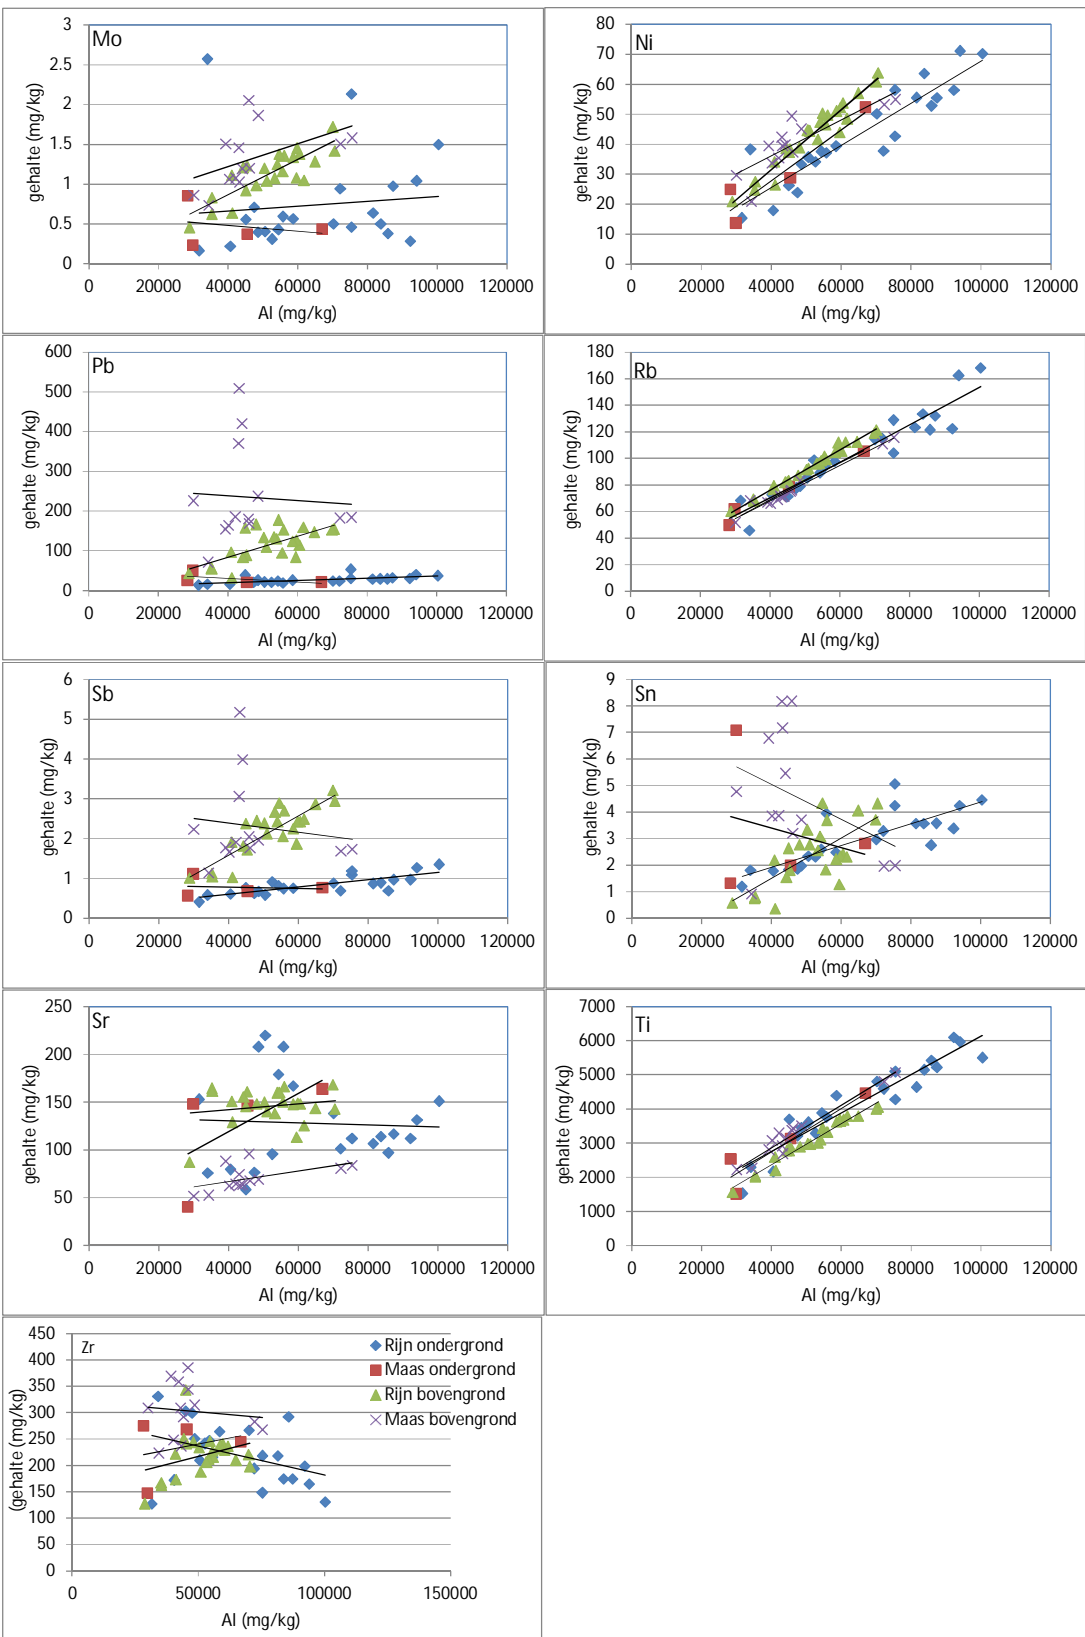 Mo
gehalte (mg/kg)
3
2.5
2
1.5
1
0.5
0
0 20000 40000 60000 80000 100000 120000
Al (mg/kg)
Ni
gehalte (mg/kg)
80
70
60
50
40
30
20
10
0
0 20000 40000 60000 80000 100000 120000
Al (mg/kg)
Pb
gehalte (mg/kg)
600
500
400
300
200
100
0
0 20000 40000 60000 80000 100000 120000
Al (mg/kg)
Rb
gehalte (mg/kg)
180
160
140
120
100
80
60
40
20
0
0 20000 40000 60000 80000 100000 120000
Al (mg/kg)
Sb
gehalte (mg/kg)
6
5
4
3
2
1
0
0 20000 40000 60000 80000 100000 120000
Al (mg/kg)
Sn
gehalte (mg/kg)
9
8
7
6
5
4
3
2
1
0
0 20000 40000 60000 80000 100000 120000
Al (mg/kg)
Sr
gehalte (mg/kg)
250
200
150
100
50
0
0 20000 40000 60000 80000 100000 120000
Al (mg/kg)
Ti
gehalte (mg/kg)
7000
6000
5000
4000
3000
2000
1000
0
0 20000 40000 60000 80000 100000 120000
Al (mg/kg)
Zr
(gehalte (mg/kg)
450
400
350
300
250
200
150
100
50
0
0 50000 100000 150000
Al (mg/kg)
Rijn ondergrond
Maas ondergrond
Rijn bovengrond
Maas bovengrond